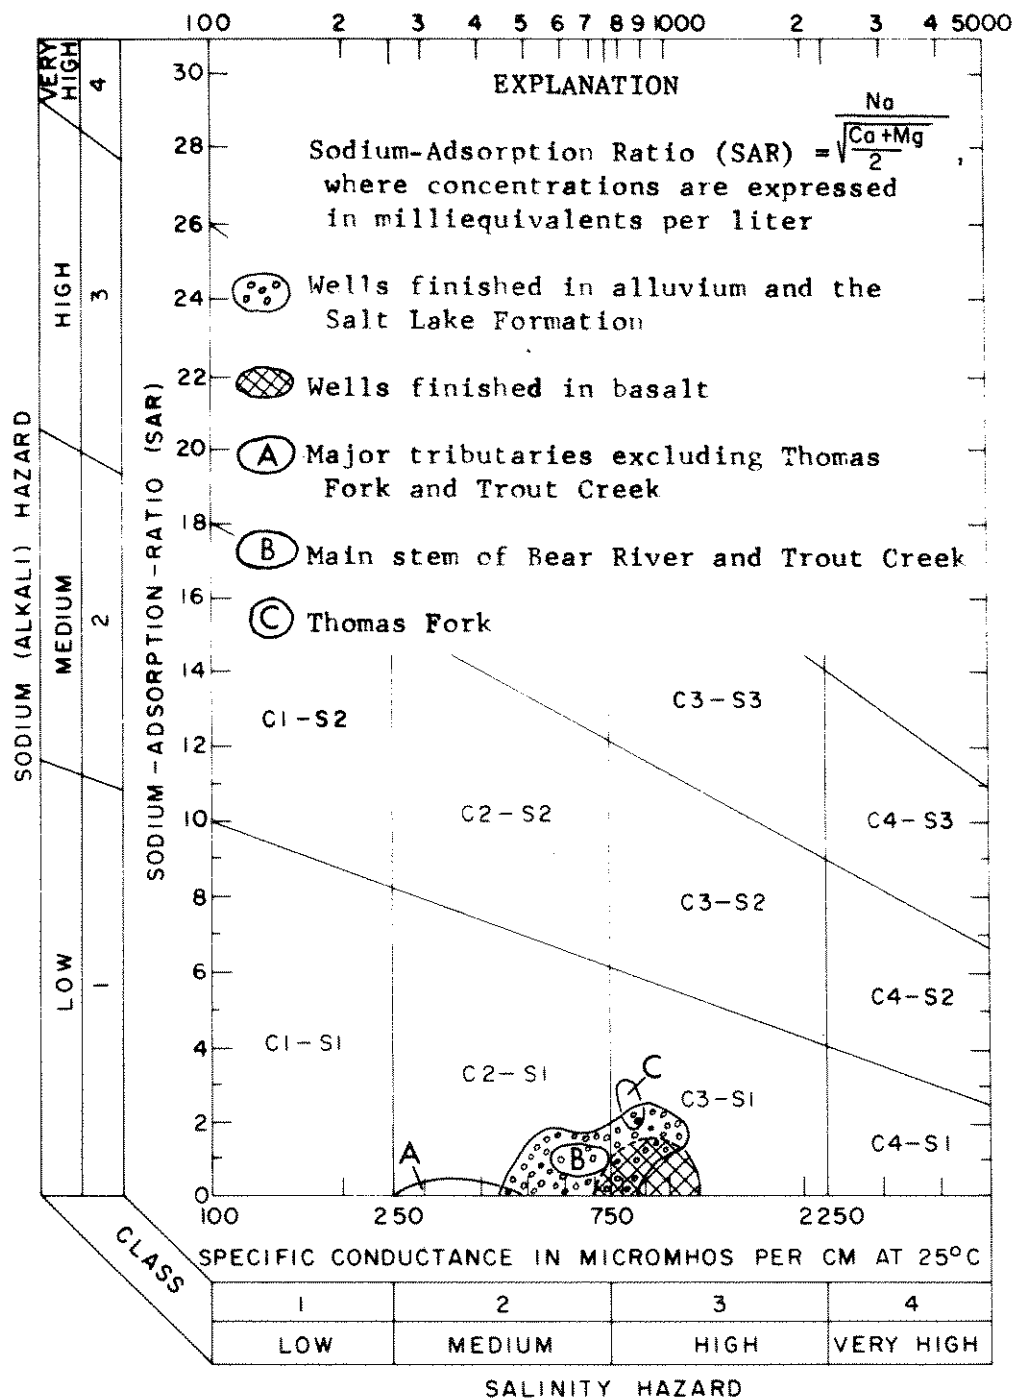 100 2 3 4 5 6 7 8 9 1000 2 3 4 5000
EXPLANATION
Sodium-Adsorption Ratio (SAR) = Na / √(Ca+Mg / 2) ,
where concentrations are expressed
in milliequivalents per liter
Wells finished in alluvium and the
Salt Lake Formation
Wells finished in basalt
A Major tributaries excluding Thomas
Fork and Trout Creek
B Main stem of Bear River and Trout Creek
C Thomas Fork
SODIUM (ALKALI) HAZARD
VERY HIGH 4
HIGH 3
MEDIUM 2
LOW 1
SODIUM-ADSORPTION-RATIO (SAR)
30
28
26
24
22
20
18
16
14
12
10
8
6
4
2
0
C3-S3
C1-S2
C2-S2
C4-S3
C3-S2
C4-S2
C1-S1
C2-S1
C
C3-S1
C4-S1
A
B
100 250 750 2250
SPECIFIC CONDUCTANCE IN MICROMHOS PER CM AT 25°C
CLASS
1 2 3 4
LOW MEDIUM HIGH VERY HIGH
SALINITY HAZARD